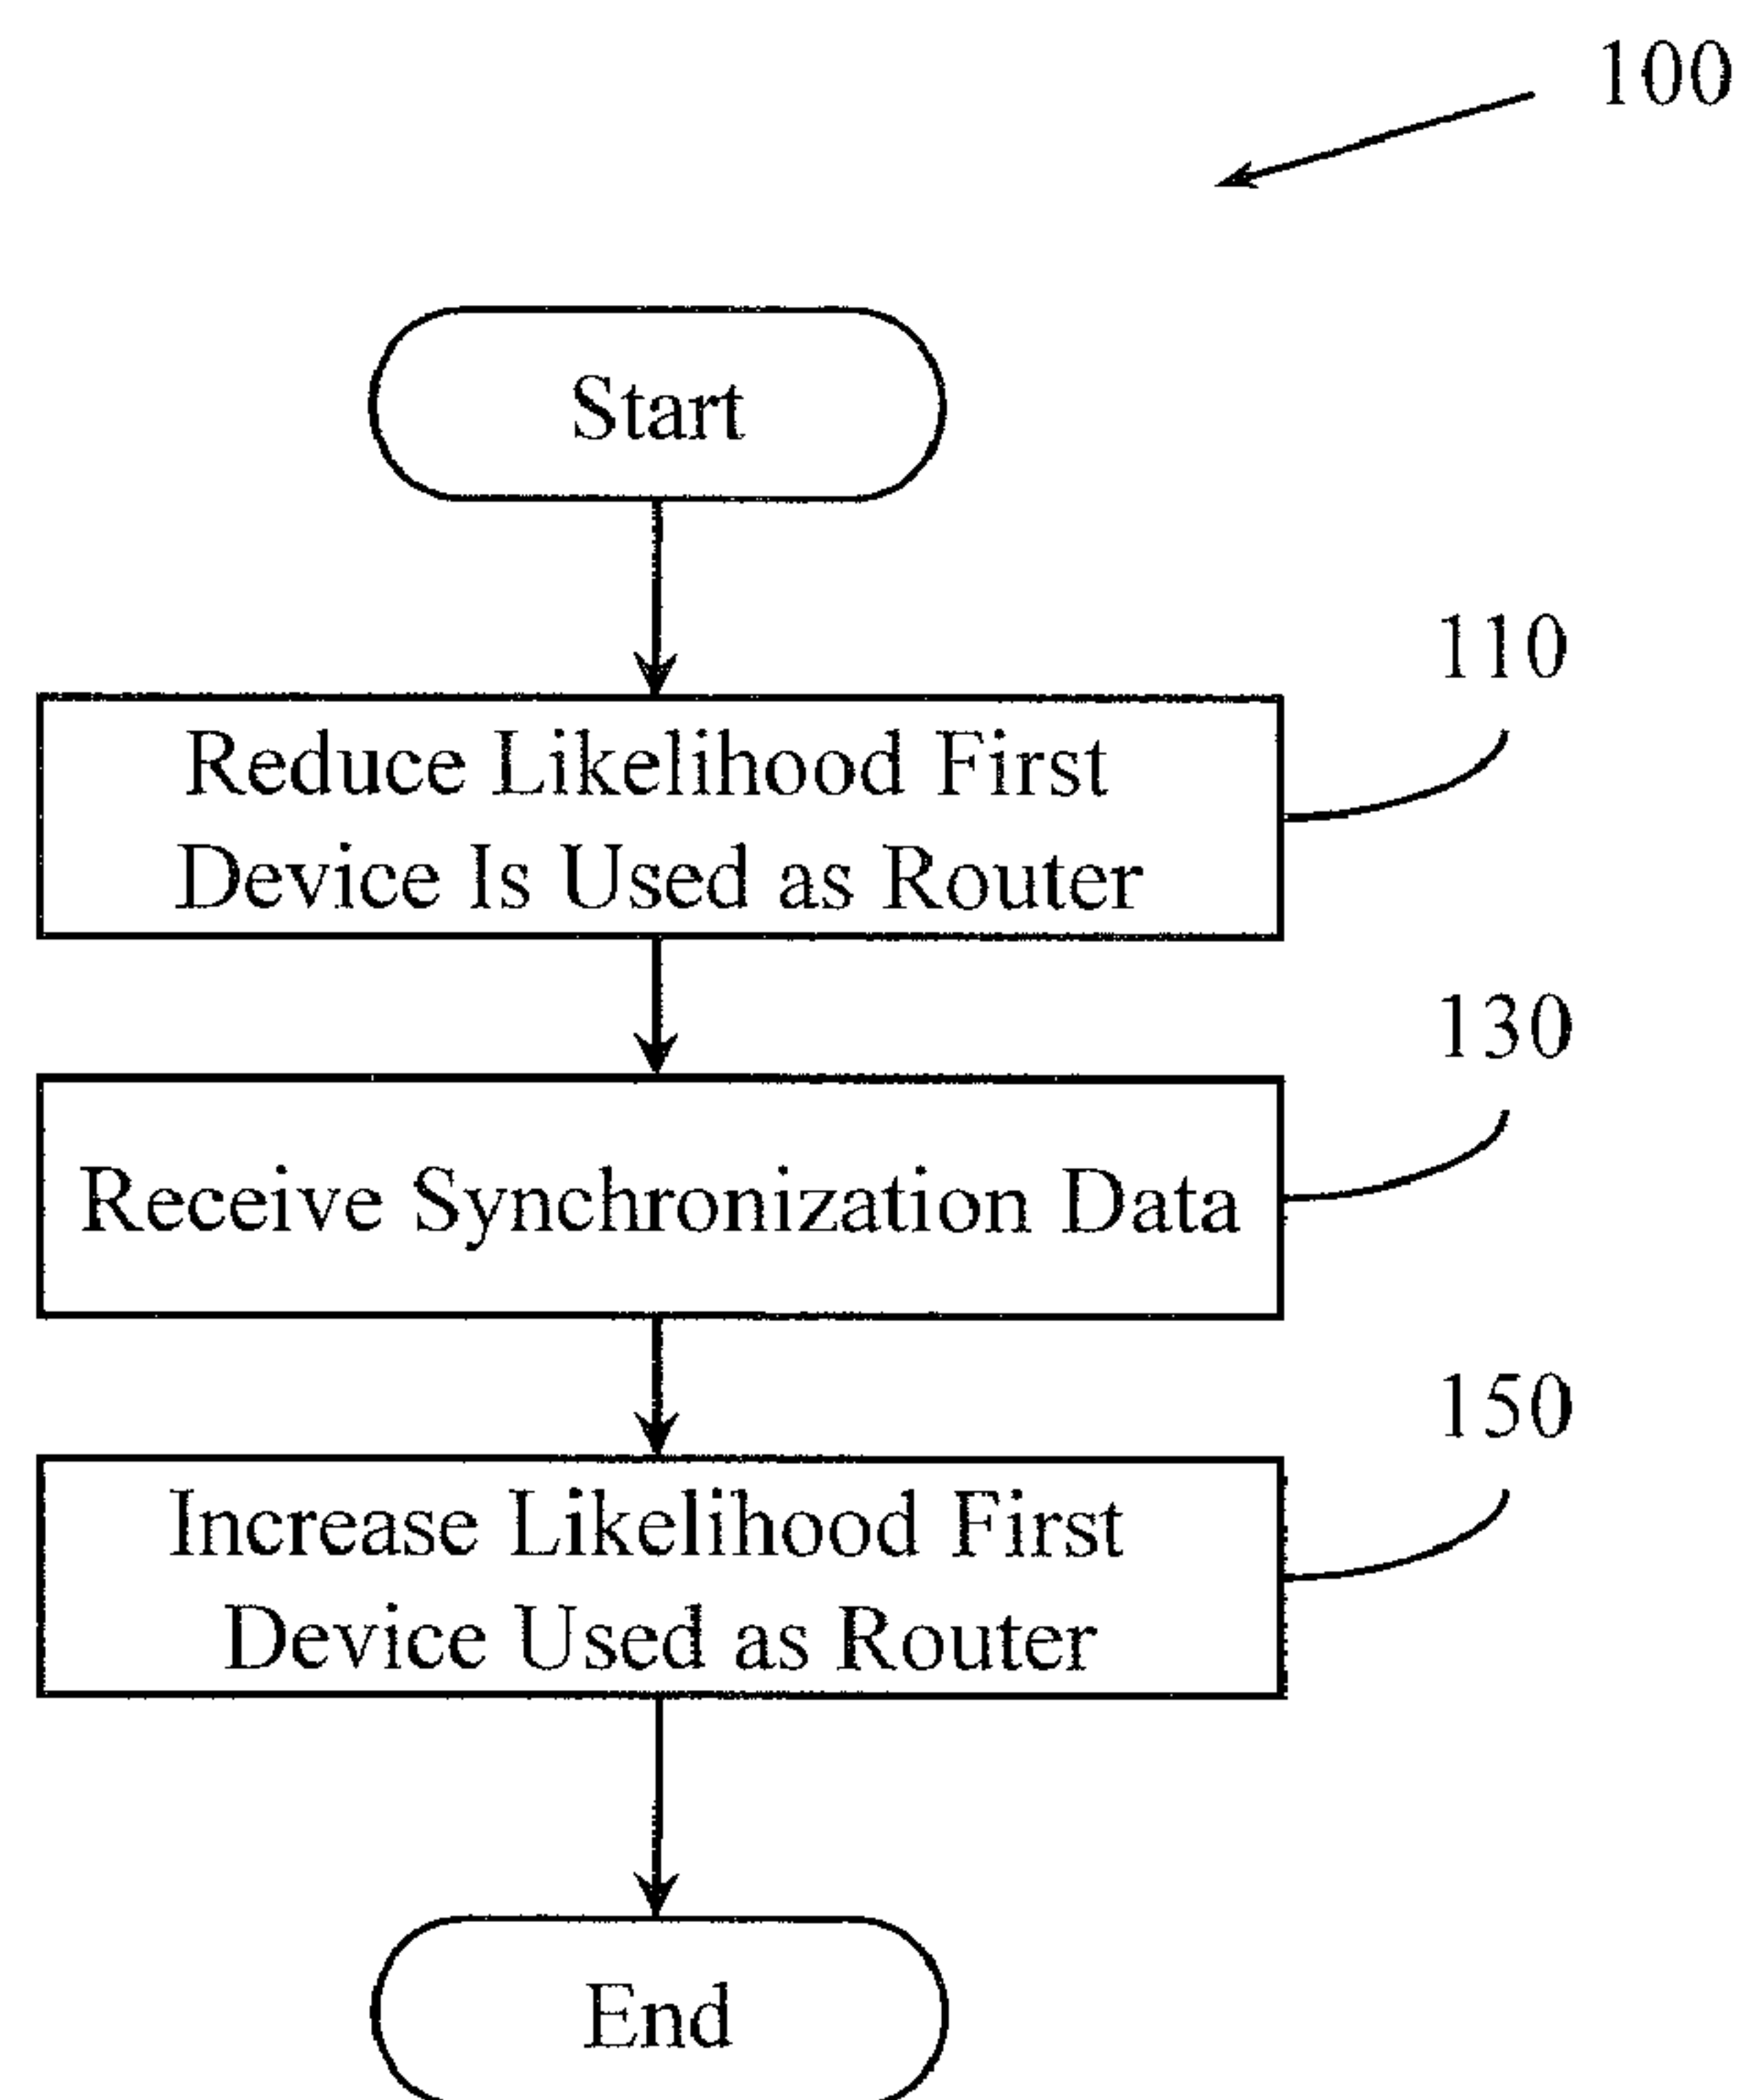 100
Start
110
Reduce Likelihood First
Device Is Used as Router
130
Receive Synchronization Data
150
Increase Likelihood First
Device Used as Router
End